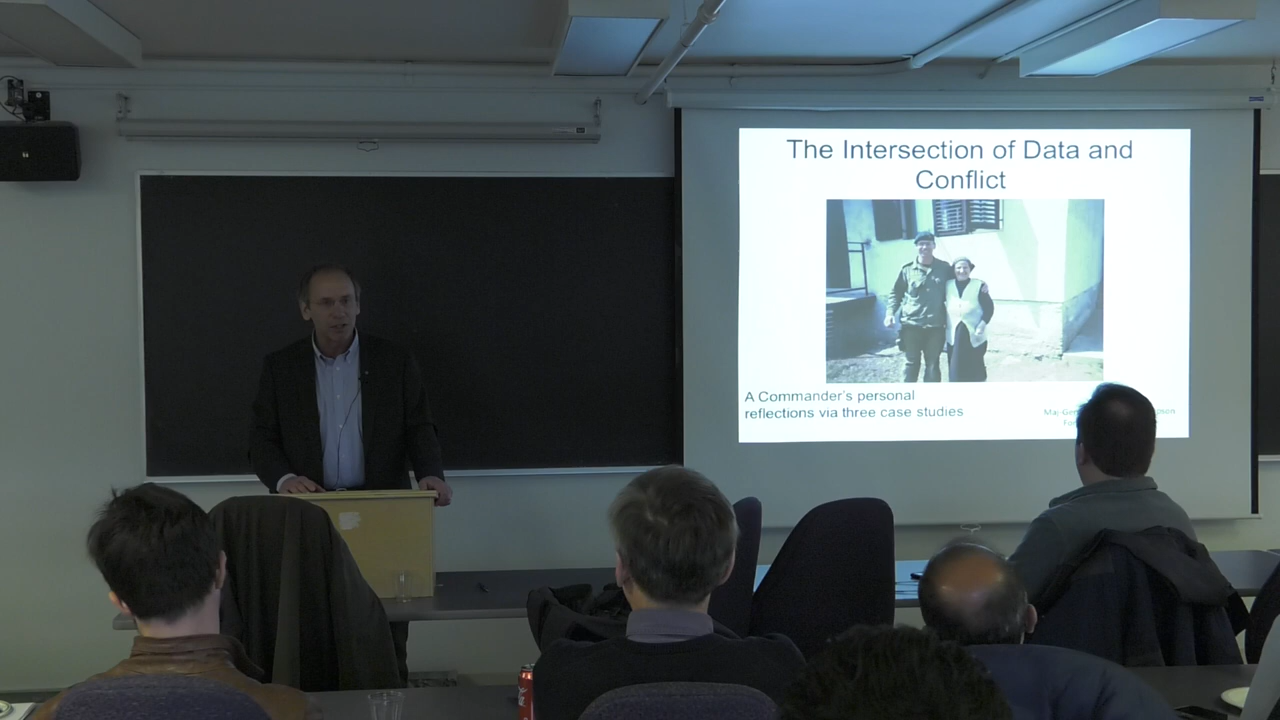 The Intersection of Data and
Conflict
A Commander's personal
reflections via three case studies